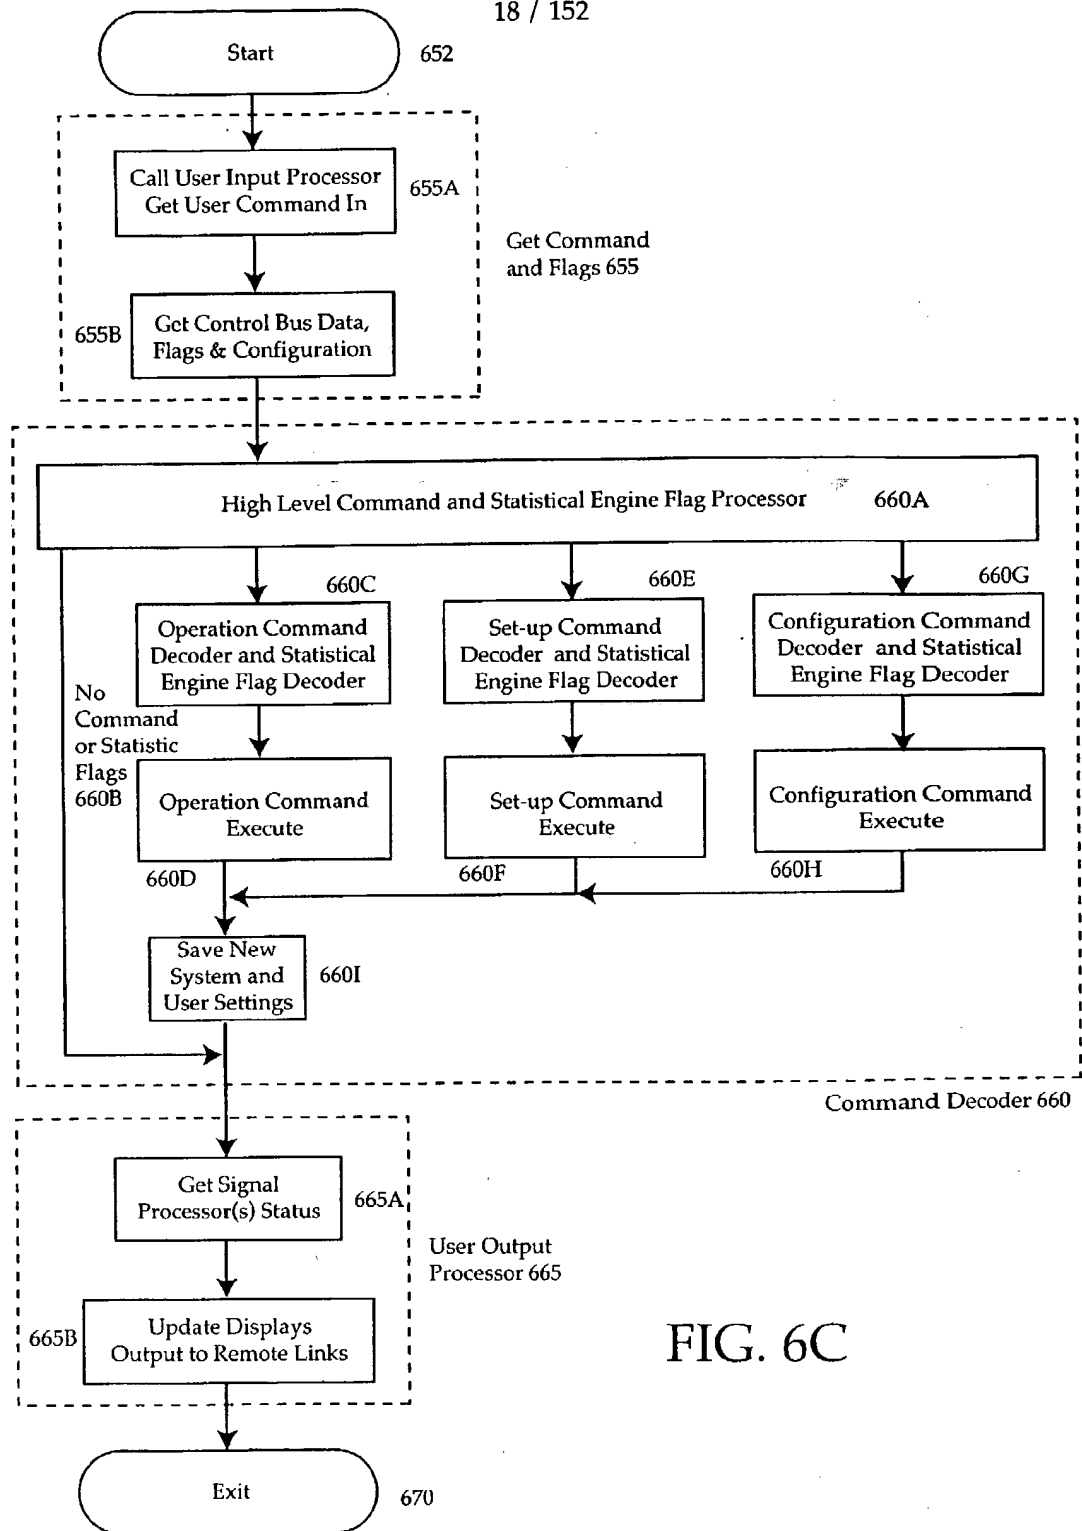 18 / 152
Start
652
Call User Input Processor
Get User Command In
655A
Get Command
and Flags 655
655B
Get Control Bus Data,
Flags & Configuration
High Level Command and Statistical Engine Flag Processor
660A
660C
660E
660G
Operation Command
Decoder and Statistical
Engine Flag Decoder
Set-up Command
Decoder and Statistical
Engine Flag Decoder
Configuration Command
Decoder and Statistical
Engine Flag Decoder
No
Command
or Statistic
Flags
660B
Operation Command
Execute
Set-up Command
Execute
Configuration Command
Execute
660D
660F
660H
Save New
System and
User Settings
660I
Command Decoder 660
Get Signal
Processor(s) Status
665A
User Output
Processor 665
665B
Update Displays
Output to Remote Links
FIG. 6C
Exit
670